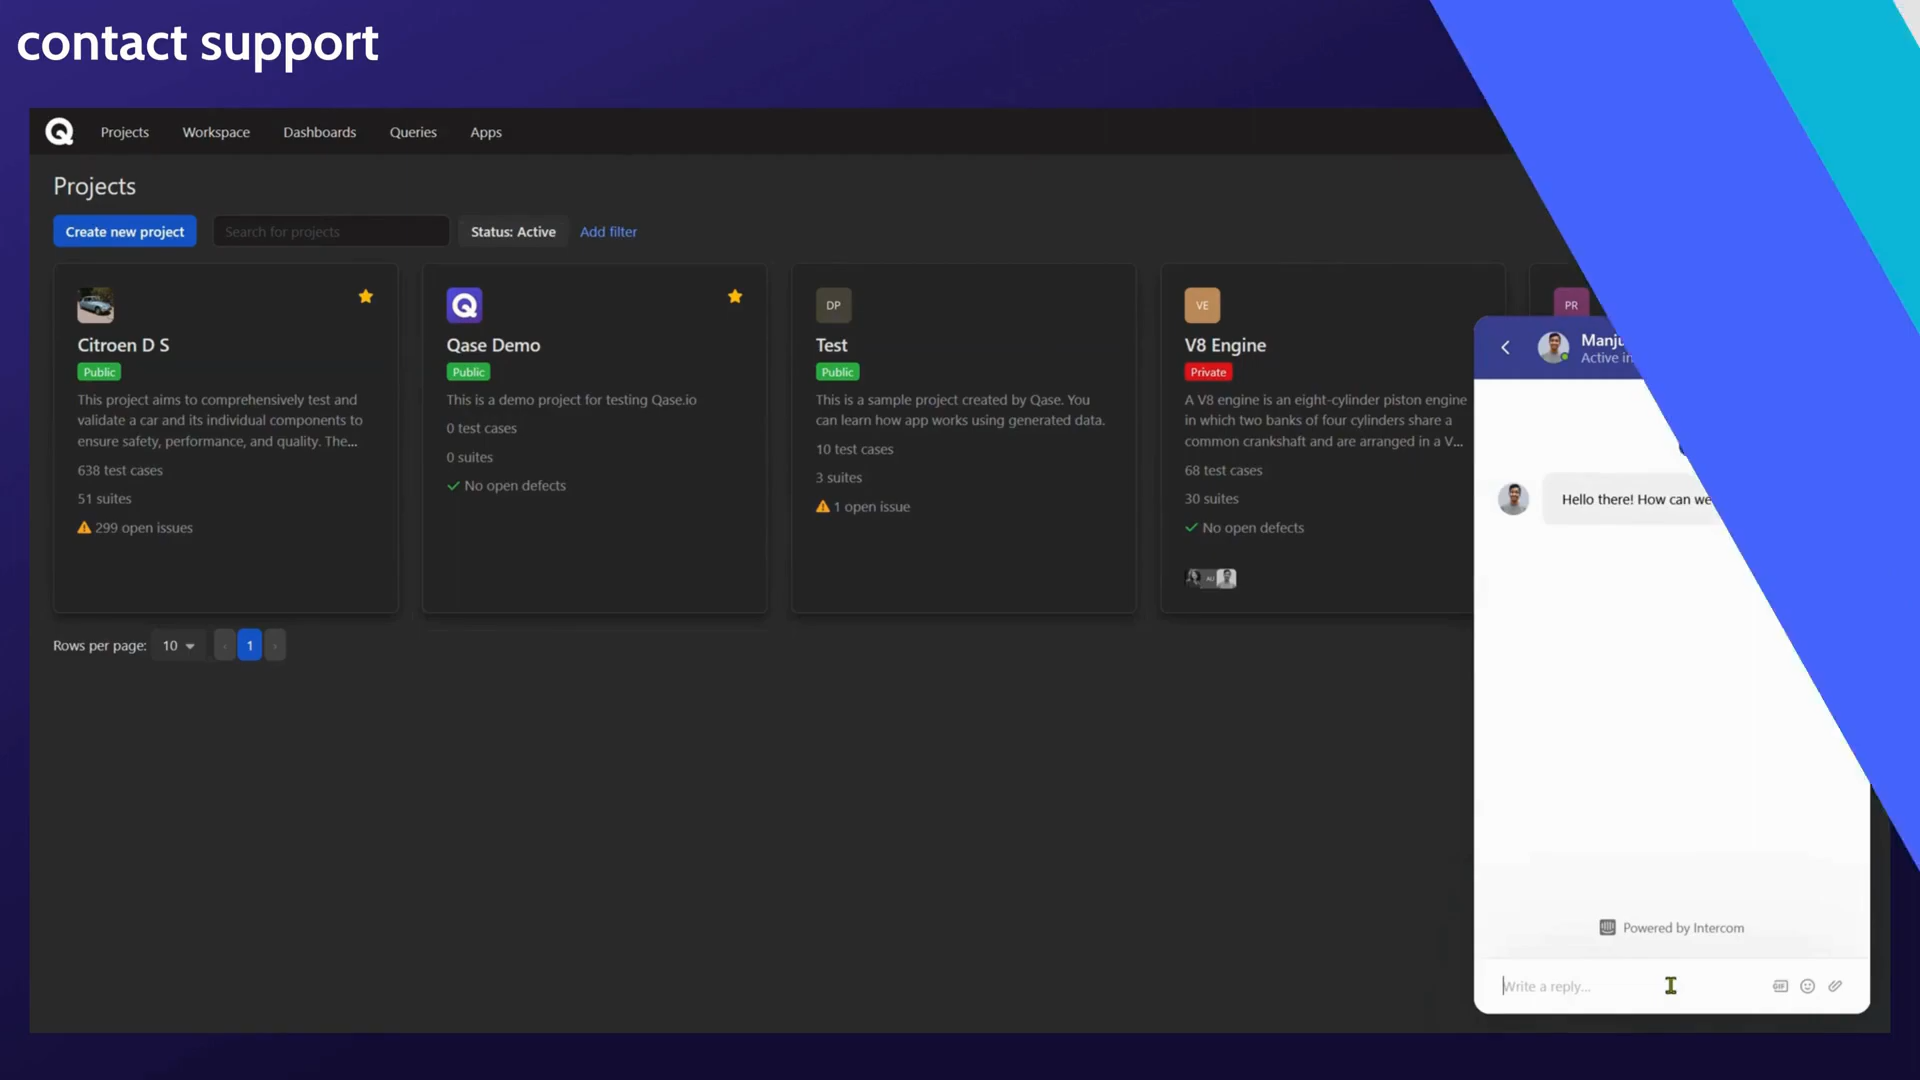 contact support
Projects
Workspace
Dashboards
Queries
Apps
Projects
Create new project
Search for projects
Status: Active
Add filter
Citroen D S
Public
This project aims to comprehensively test and
validate a car and its individual components to
ensure safety, performance, and quality. The...
638 test cases
51 suites
299 open issues
Qase Demo
Public
This is a demo project for testing Qase.io
0 test cases
0 suites
No open defects
DP
Test
Public
This is a sample project created by Qase. You
can learn how app works using generated data.
10 test cases
3 suites
1 open issue
VE
V8 Engine
Private
A V8 engine is an eight-cylinder piston engine
in which two banks of four cylinders share a
common crankshaft and are arranged in a V...
68 test cases
30 suites
No open defects
AU
PR
Rows per page:
10
1
Manju
Active in
Hello there! How can we
Powered by Intercom
Write a reply...
GIF